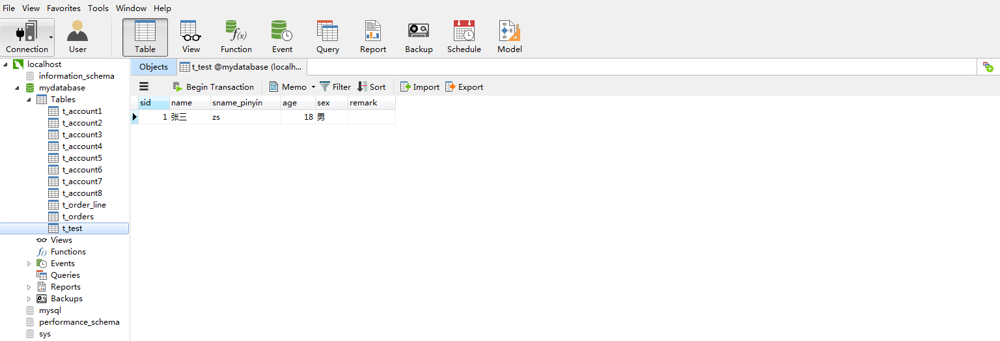 File View Favorites Tools Window Help
Connection User Table View Function Event Query Report Backup Schedule Model
localhost
information_schema
mydatabase
Tables
t_account1
t_account2
t_account3
t_account4
t_account5
t_account6
t_account7
t_account8
t_order_line
t_orders
t_test
Views
Functions
Events
Queries
Reports
Backups
mysql
performance_schema
sys
Objects t_test @mydatabase (localh...
Begin Transaction Memo Filter Sort Import Export
sid name sname_pinyin age sex remark
1 张三 zs 18 男